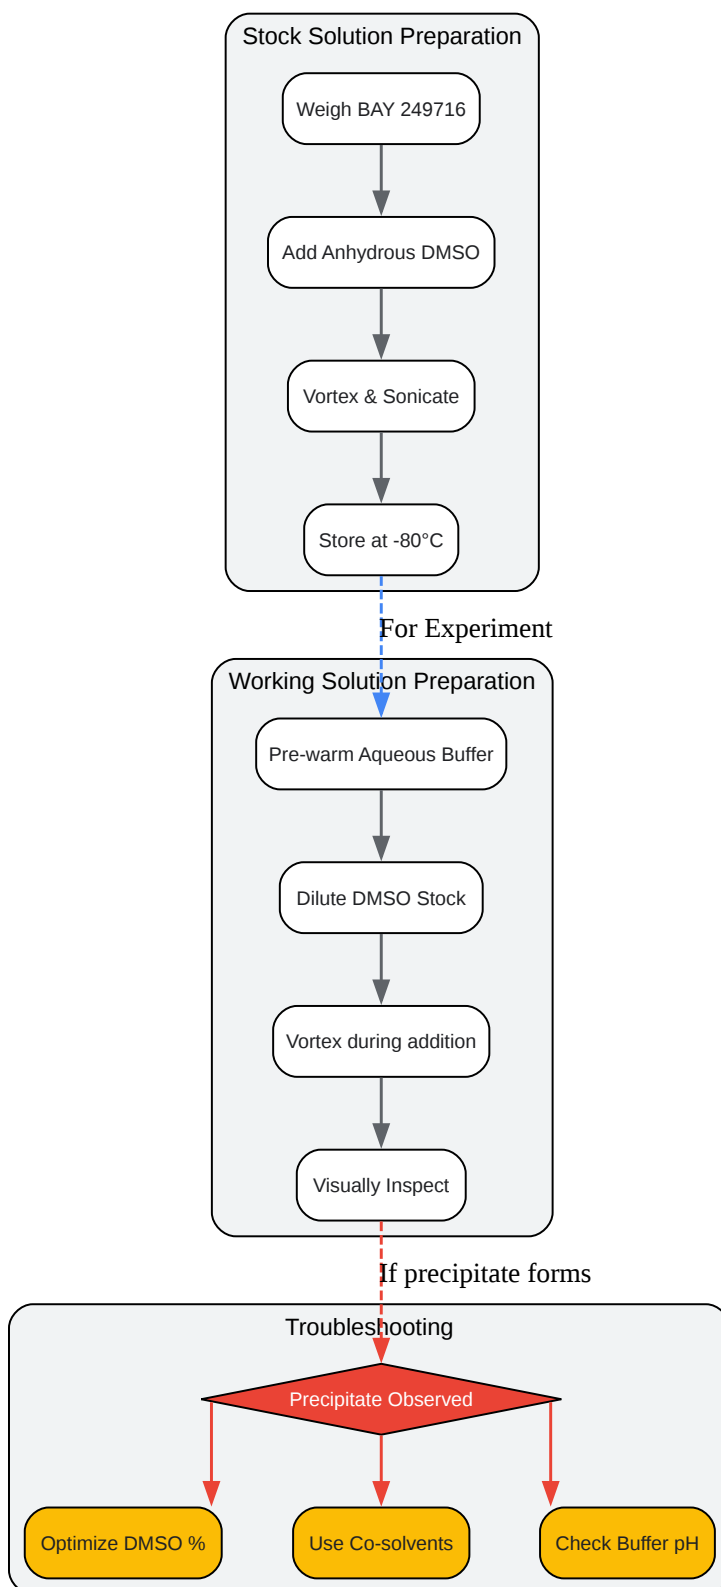 Stock Solution Preparation
Weigh BAY 249716
Add Anhydrous DMSO
Vortex & Sonicate
Store at -80°C
For Experiment
Working Solution Preparation
Pre-warm Aqueous Buffer
Dilute DMSO Stock
Vortex during addition
Visually Inspect
If precipitate forms
Troubleshooting
Precipitate Observed
Optimize DMSO %
Use Co-solvents
Check Buffer pH